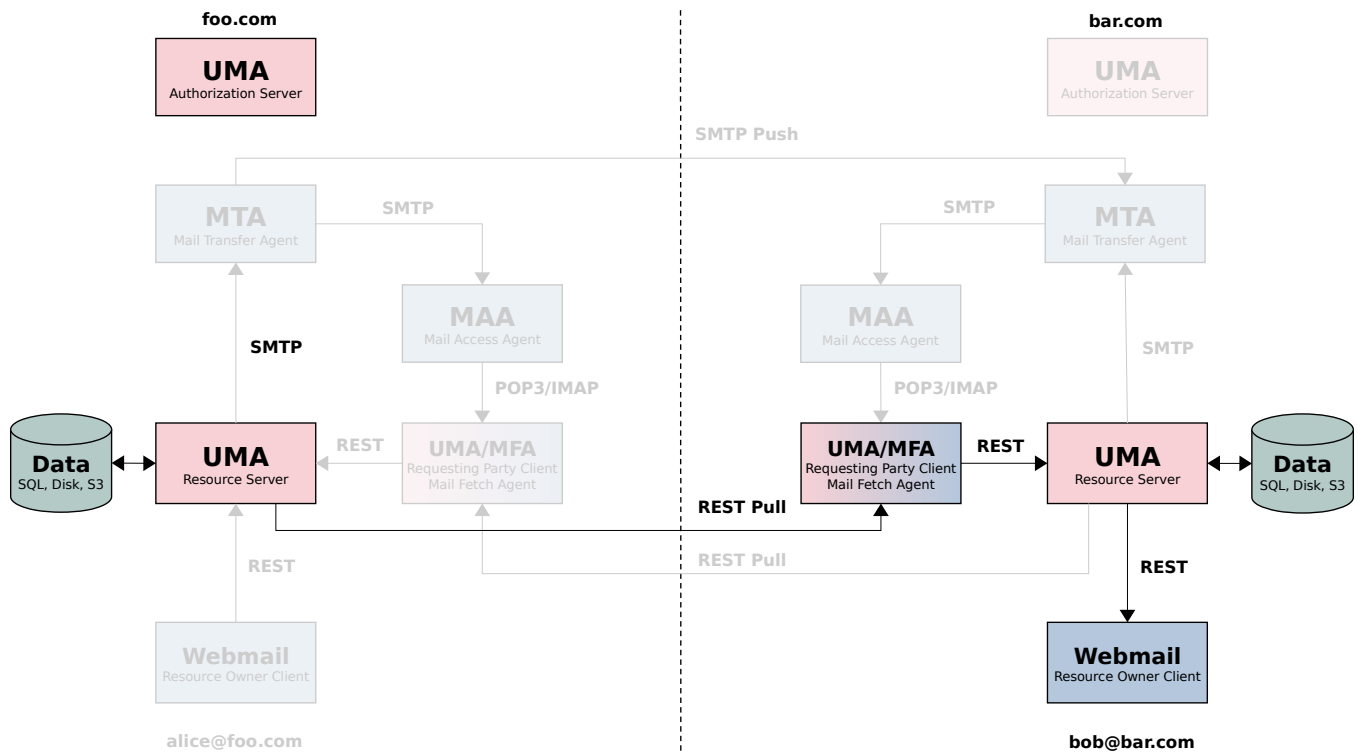 foo.com
bar.com
UMA
Authorization Server
UMA
Authorization Server
SMTP Push
MTA
Mail Transfer Agent
SMTP
SMTP
MTA
Mail Transfer Agent
MAA
Mail Access Agent
MAA
Mail Access Agent
SMTP
SMTP
POP3/IMAP
POP3/IMAP
Data
SQL, Disk, S3
UMA
Resource Server
REST
UMA/MFA
Requesting Party Client
Mail Fetch Agent
UMA/MFA
Requesting Party Client
Mail Fetch Agent
REST
UMA
Resource Server
Data
SQL, Disk, S3
REST Pull
REST Pull
REST
REST
Webmail
Resource Owner Client
Webmail
Resource Owner Client
alice@foo.com
bob@bar.com